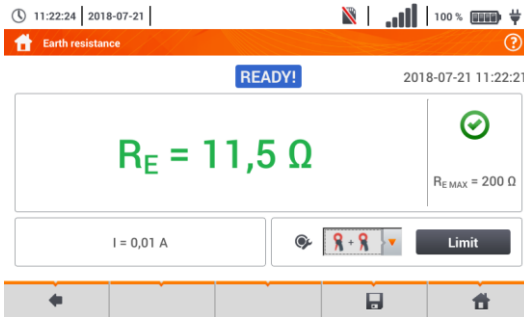 11:22:24 2018-07-21 100 %
Earth resistance
READY! 2018-07-21 11:22:21
RE = 11,5 Ω
RE MAX = 200 Ω
I = 0,01 A
+
Limit